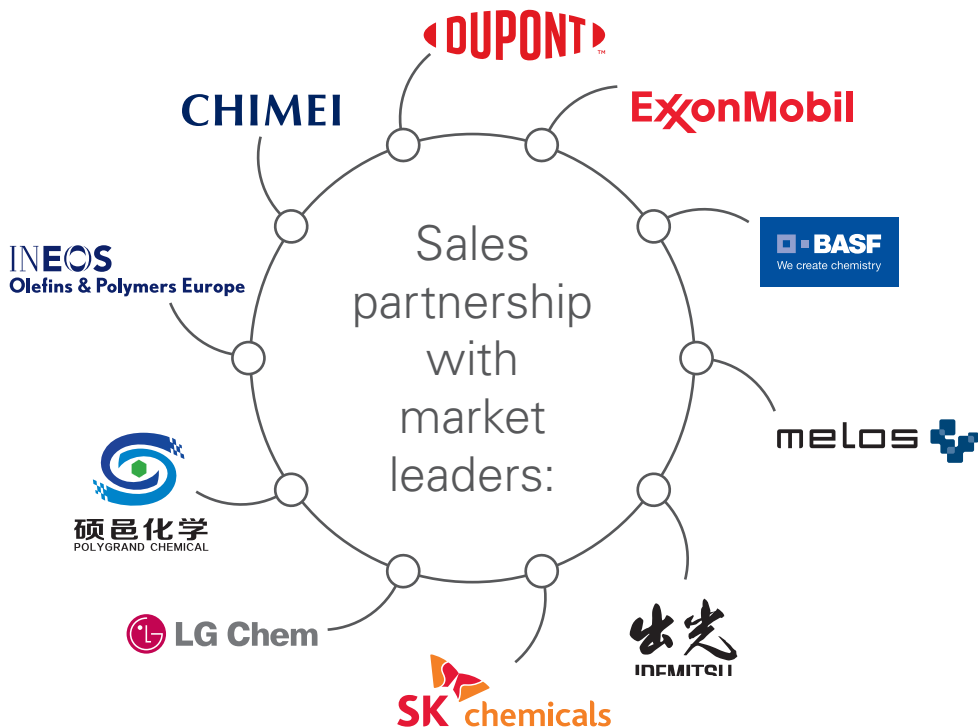 DUPONT
™
CHIMEI
ExxonMobil
BASF
We create chemistry
INEOS
Olefins & Polymers Europe
Sales
partnership
with
market
leaders:
melos
硕邑化学
POLYGRAND CHEMICAL
LG Chem
出光
IDEMITSU
SK chemicals